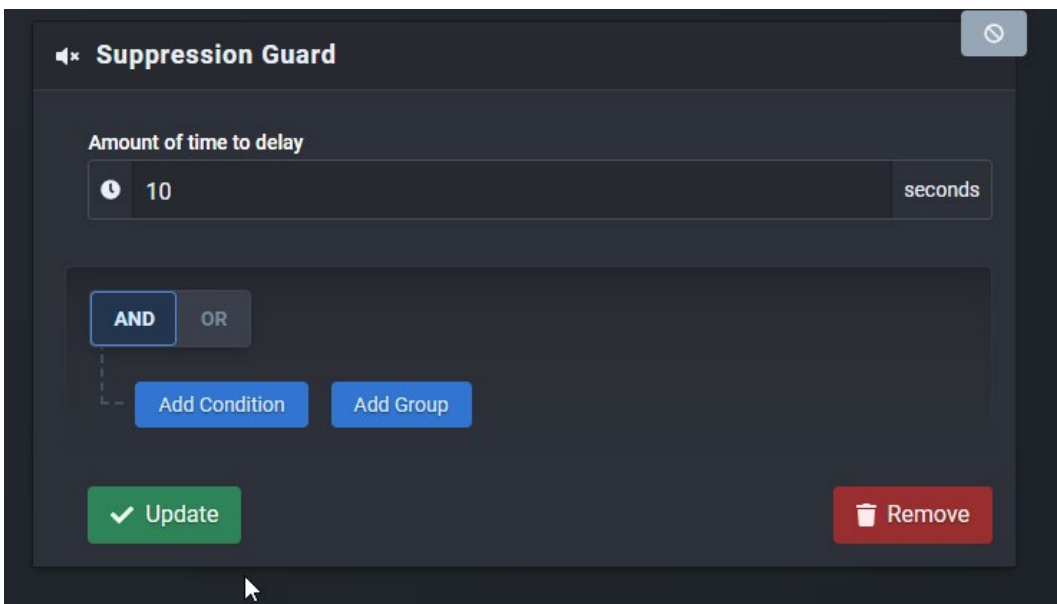 Suppression Guard
Amount of time to delay
10 seconds
AND OR
Add Condition Add Group
Update Remove